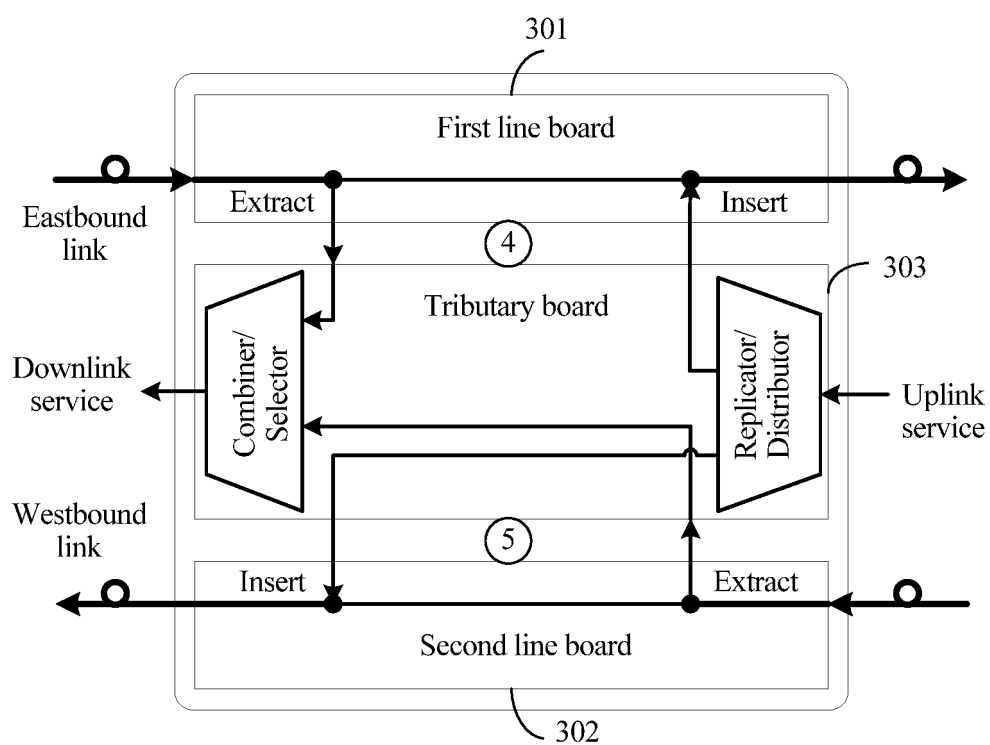 301
First line board
Extract
Insert
Eastbound
link
4
303
Tributary board
Combiner/
Selector
Replicator/
Distributor
Downlink
service
Uplink
service
Westbound
link
5
Insert
Extract
Second line board
302